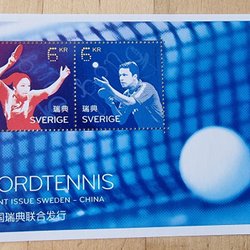 6 KR 6 KR
瑞典 瑞典
SVERIGE SVERIGE
ORDTENNIS
NT ISSUE SWEDEN – CHINA
国瑞典联合发行